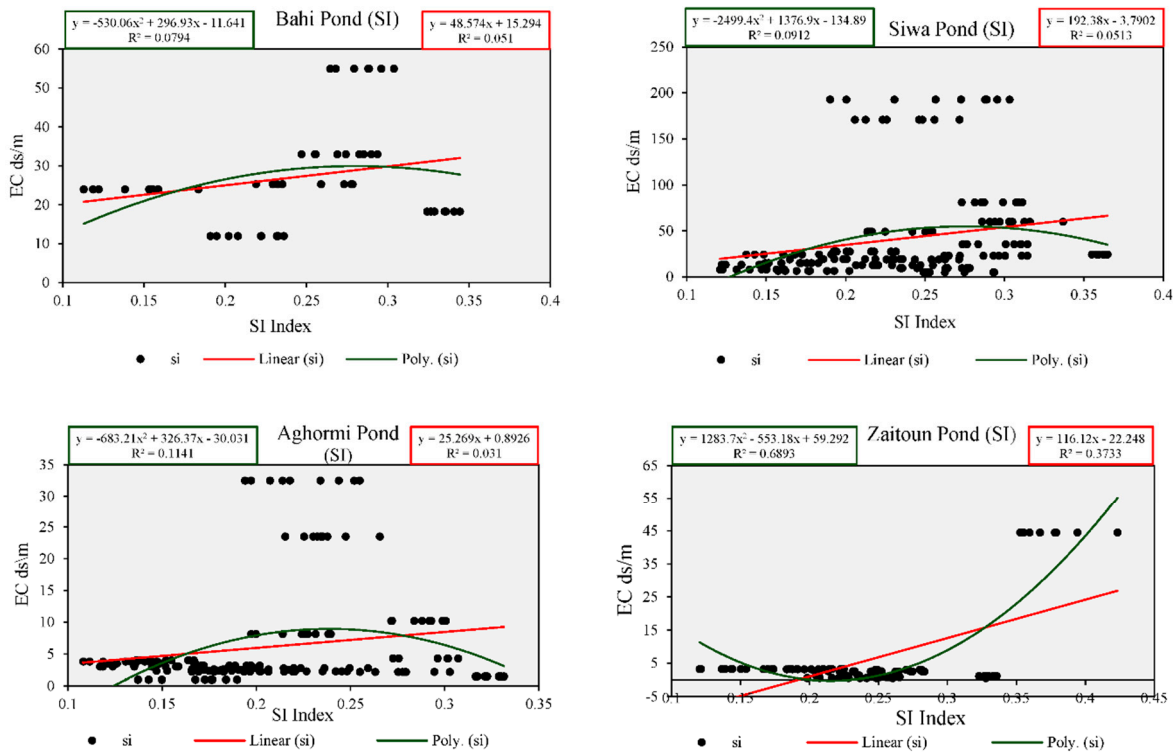 y = -530.06x² + 296.93x - 11.641
R² = 0.0794
Bahi Pond (SI)
y = 48.574x + 15.294
R² = 0.051
60
50
40
30
20
10
0
EC ds/m
0.1 0.15 0.2 0.25 0.3 0.35 0.4
SI Index
si Linear (si) Poly. (si)
y = -2499.4x² + 1376.9x - 134.89
R² = 0.0912
Siwa Pond (SI)
y = 192.38x - 3.7902
R² = 0.0513
250
200
150
100
50
0
EC ds/m
0.1 0.15 0.2 0.25 0.3 0.35 0.4
SI Index
si Linear (si) Poly. (si)
y = -683.21x² + 326.37x - 30.031
R² = 0.1141
Aghormi Pond
(SI)
y = 25.269x + 0.8926
R² = 0.031
35
30
25
20
15
10
5
0
EC ds\m
0.1 0.15 0.2 0.25 0.3 0.35
SI Index
si Linear (si) Poly. (si)
y = 1283.7x² - 553.18x + 59.292
R² = 0.6893
Zaitoun Pond (SI)
y = 116.12x - 22.248
R² = 0.3733
65
55
45
35
25
15
5
-5
EC ds/m
0.1 0.15 0.2 0.25 0.3 0.35 0.4 0.45
SI Index
si Linear (si) Poly. (si)